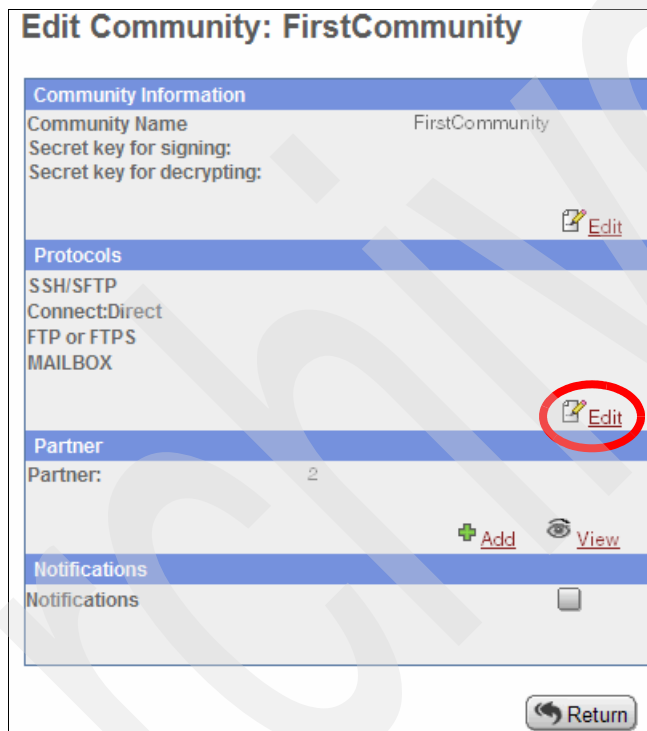 Edit Community: FirstCommunity
Community Information
Community Name FirstCommunity
Secret key for signing:
Secret key for decrypting:
Edit
Protocols
SSH/SFTP
Connect:Direct
FTP or FTPS
MAILBOX
Edit
Partner
Partner: 2
Add View
Notifications
Notifications
Return